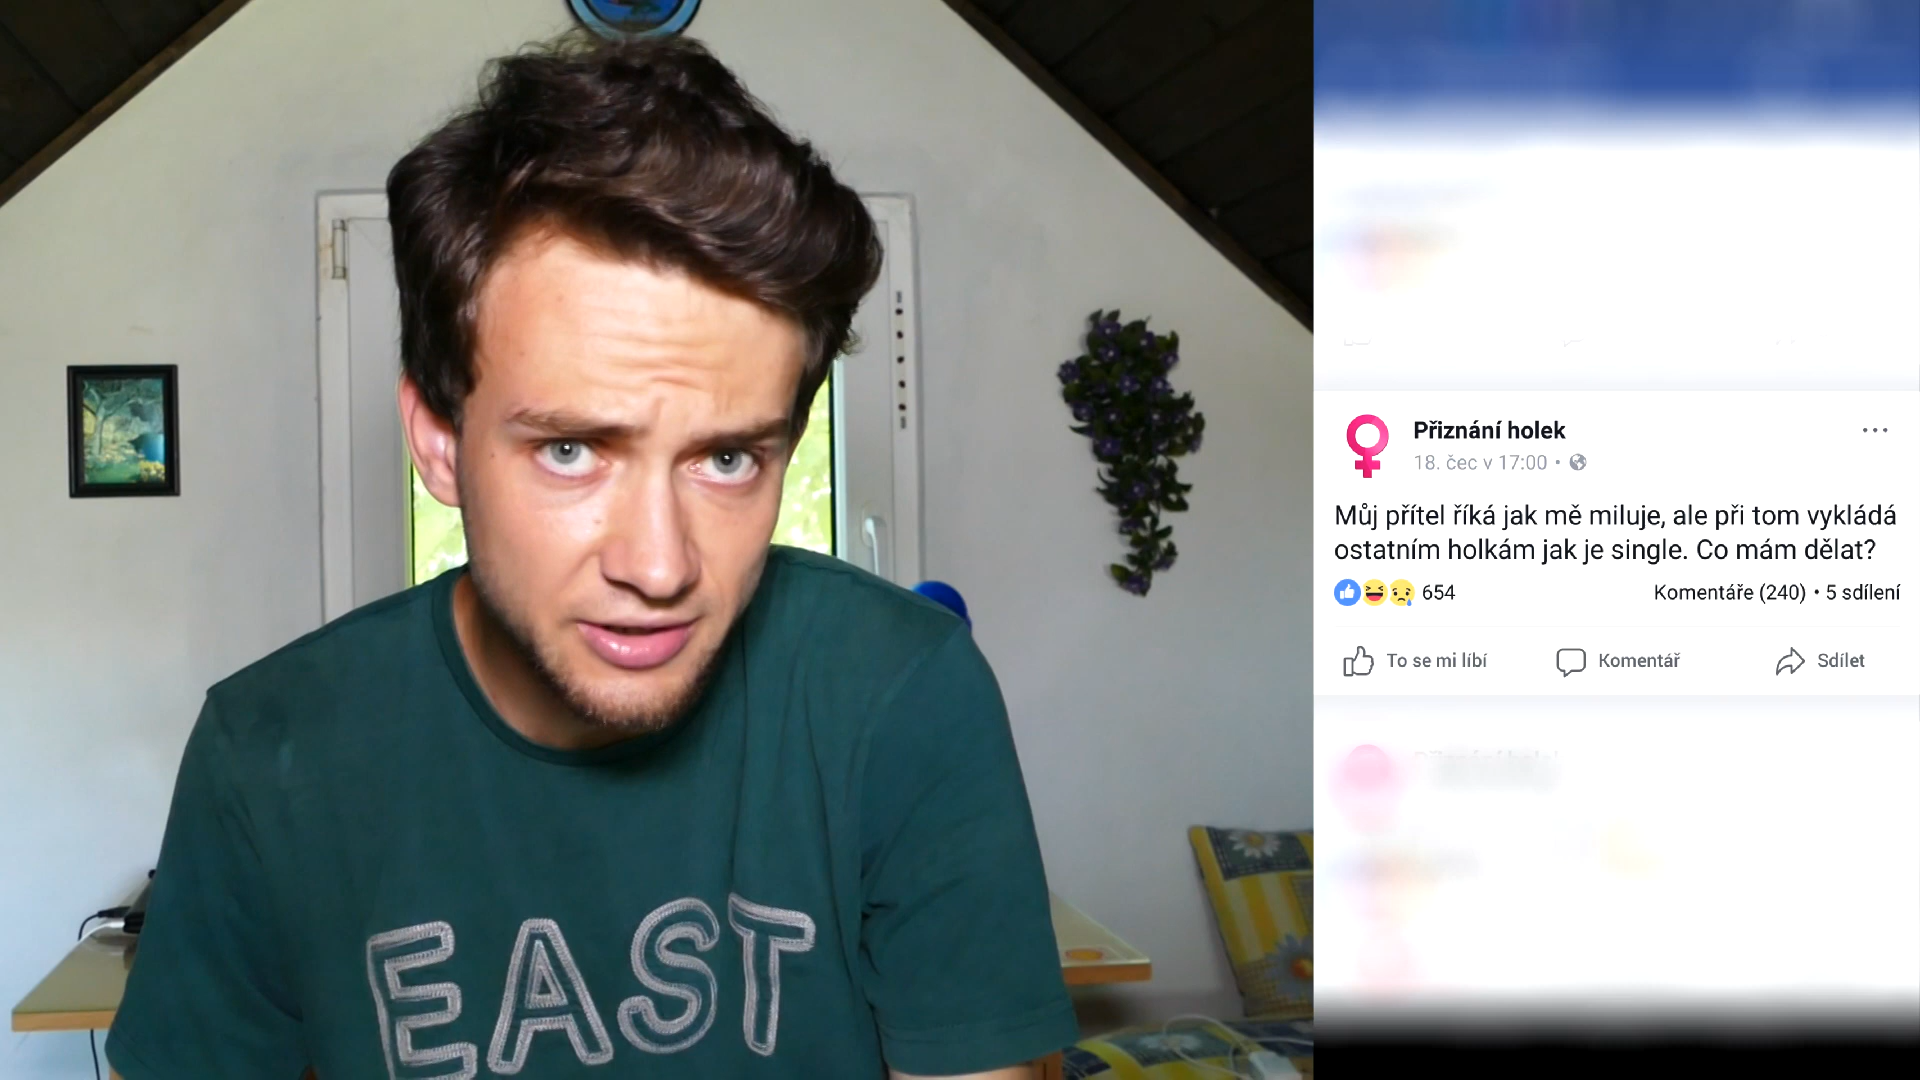 EAST
Přiznání holek
18. čec v 17:00
Můj přítel říká jak mě miluje, ale při tom vykládá
ostatním holkám jak je single. Co mám dělat?
654 Komentáře (240) • 5 sdílení
To se mi líbí Komentář Sdílet